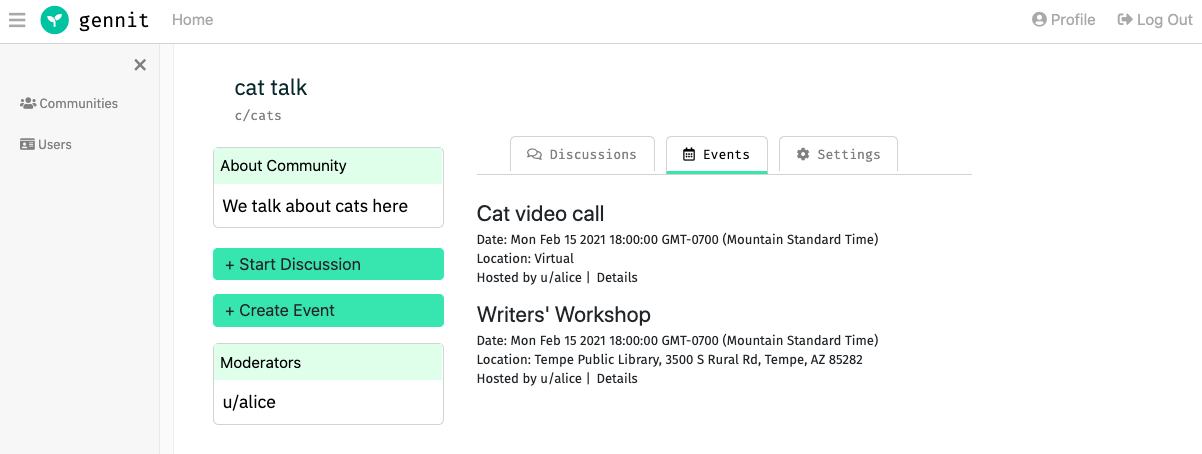 gennit Home Profile Log Out
Communities
Users
cat talk
c/cats
About Community
We talk about cats here
+ Start Discussion
+ Create Event
Moderators
u/alice
Discussions Events Settings
Cat video call
Date: Mon Feb 15 2021 18:00:00 GMT-0700 (Mountain Standard Time)
Location: Virtual
Hosted by u/alice | Details
Writers' Workshop
Date: Mon Feb 15 2021 18:00:00 GMT-0700 (Mountain Standard Time)
Location: Tempe Public Library, 3500 S Rural Rd, Tempe, AZ 85282
Hosted by u/alice | Details